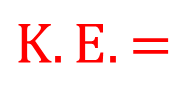 K. E. =